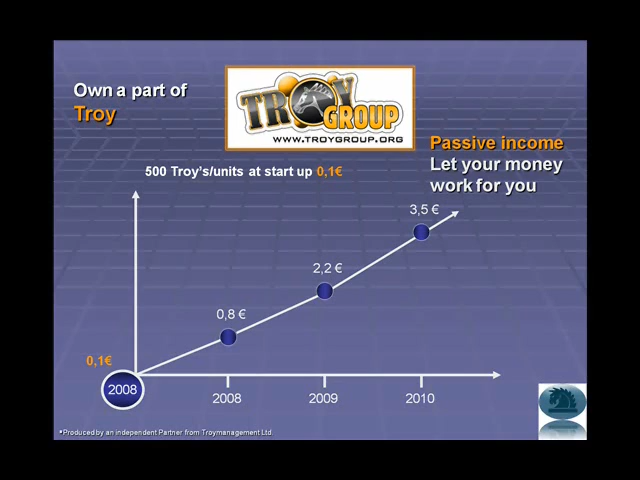 Own a part of
Troy
TROY
GROUP
WWW.TROYGROUP.ORG
Passive income
Let your money
work for you
500 Troy's/units at start up 0,1€
3,5 €
2,2 €
0,8 €
0,1€
2008
2008
2009
2010
*Produced by an independent Partner from Troymanagement Ltd.